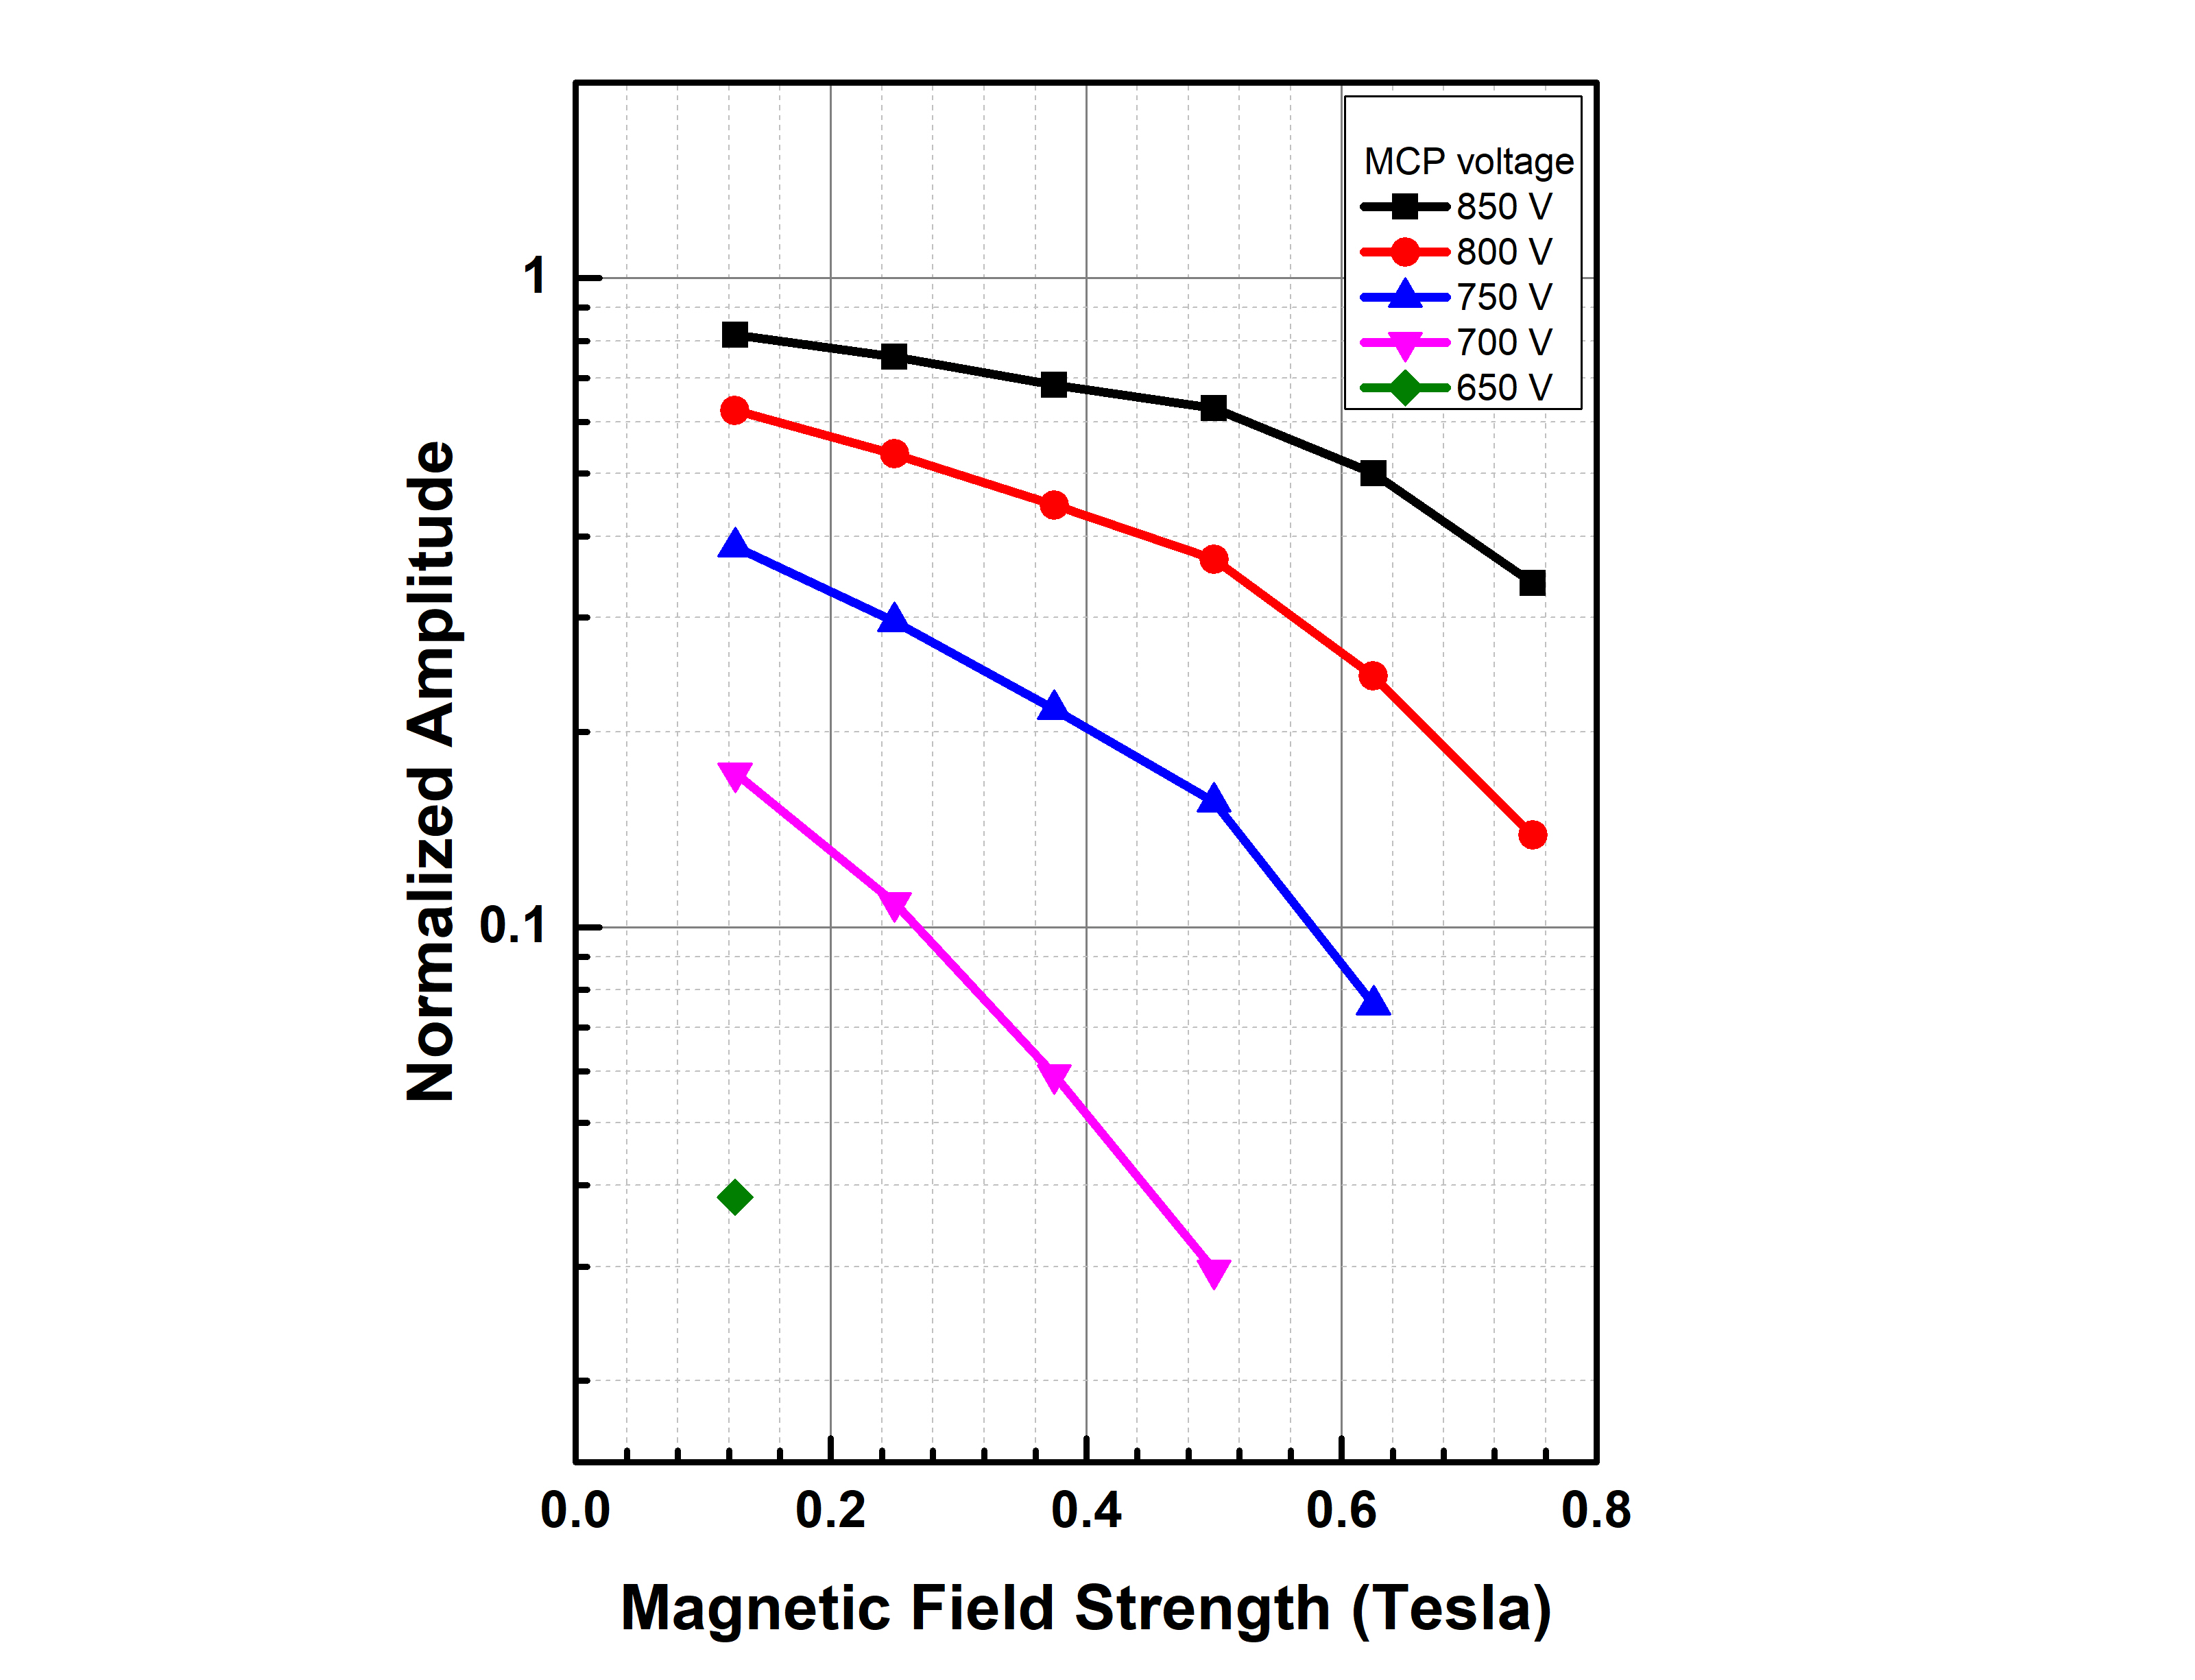 MCP voltage
850 V
800 V
750 V
700 V
650 V
1
0.1
Normalized Amplitude
0.0 0.2 0.4 0.6 0.8
Magnetic Field Strength (Tesla)